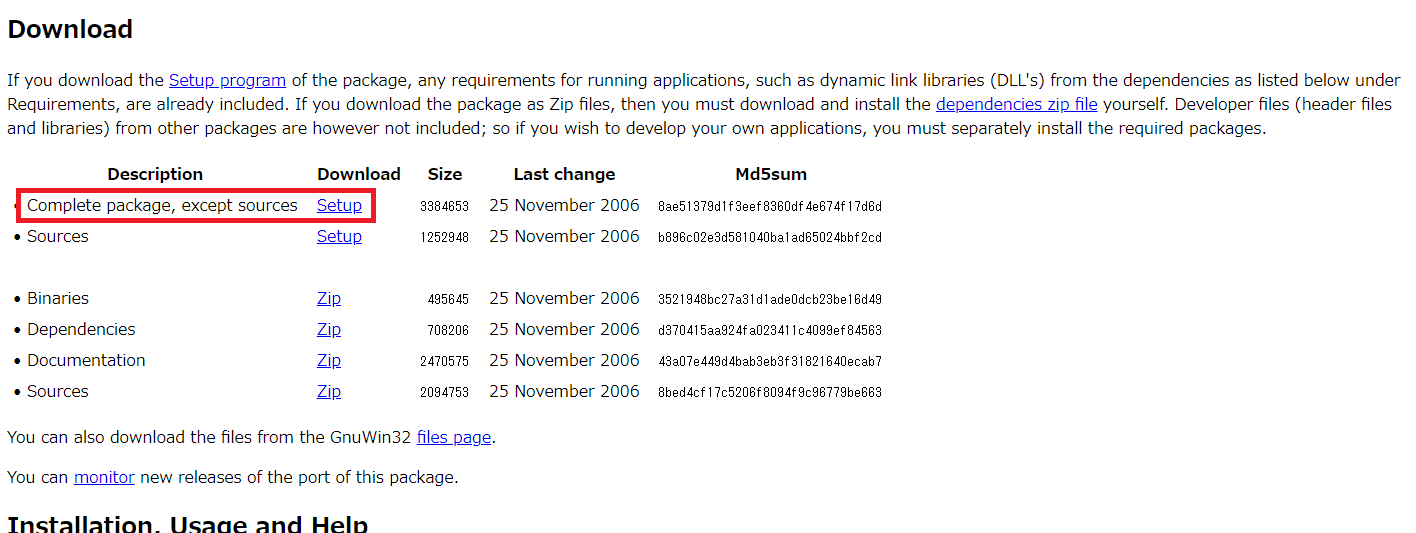 Download
If you download the Setup program of the package, any requirements for running applications, such as dynamic link libraries (DLL's) from the dependencies as listed below under
Requirements, are already included. If you download the package as Zip files, then you must download and install the dependencies zip file yourself. Developer files (header files
and libraries) from other packages are however not included; so if you wish to develop your own applications, you must separately install the required packages.
Description Download Size Last change Md5sum
• Complete package, except sources Setup 3384653 25 November 2006 8ae51379d1f3eef8360df4e674f17d6d
• Sources Setup 1252948 25 November 2006 b896c02e3d581040ba1ad65024bbf2cd
• Binaries Zip 495645 25 November 2006 3521948bc27a31d1ade0dcb23be16d49
• Dependencies Zip 708206 25 November 2006 d370415aa924fa023411c4099ef84563
• Documentation Zip 2470575 25 November 2006 43a07e449d4bab3eb3f31821640ecab7
• Sources Zip 2094753 25 November 2006 8bed4cf17c5206f8094f9c96779be663
You can also download the files from the GnuWin32 files page.
You can monitor new releases of the port of this package.
Installation, Usage and Help